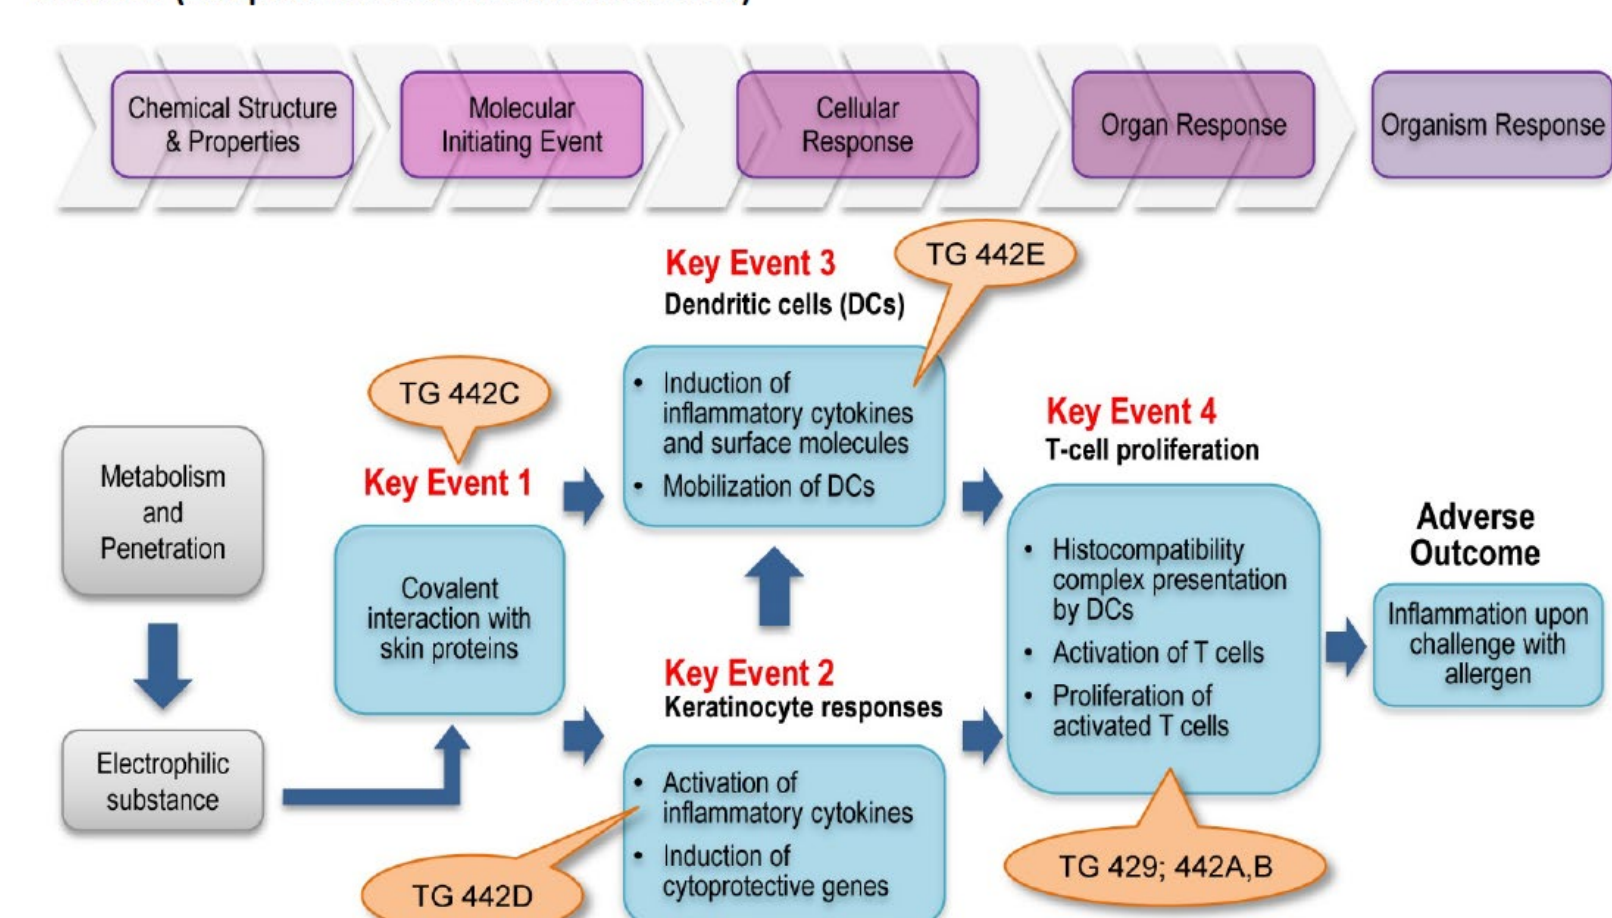 Chemical Structure
& Properties
Molecular
Initiating Event
Cellular
Response
Organ Response
Organism Response
Key Event 3
Dendritic cells (DCs)
TG 442E
• Induction of
inflammatory cytokines
and surface molecules
• Mobilization of DCs
TG 442C
Key Event 1
Covalent
interaction with
skin proteins
Metabolism
and
Penetration
Electrophilic
substance
Key Event 2
Keratinocyte responses
• Activation of
inflammatory cytokines
• Induction of
cytoprotective genes
TG 442D
Key Event 4
T-cell proliferation
• Histocompatibility
complex presentation
by DCs
• Activation of T cells
• Proliferation of
activated T cells
TG 429; 442A,B
Adverse
Outcome
Inflammation upon
challenge with
allergen